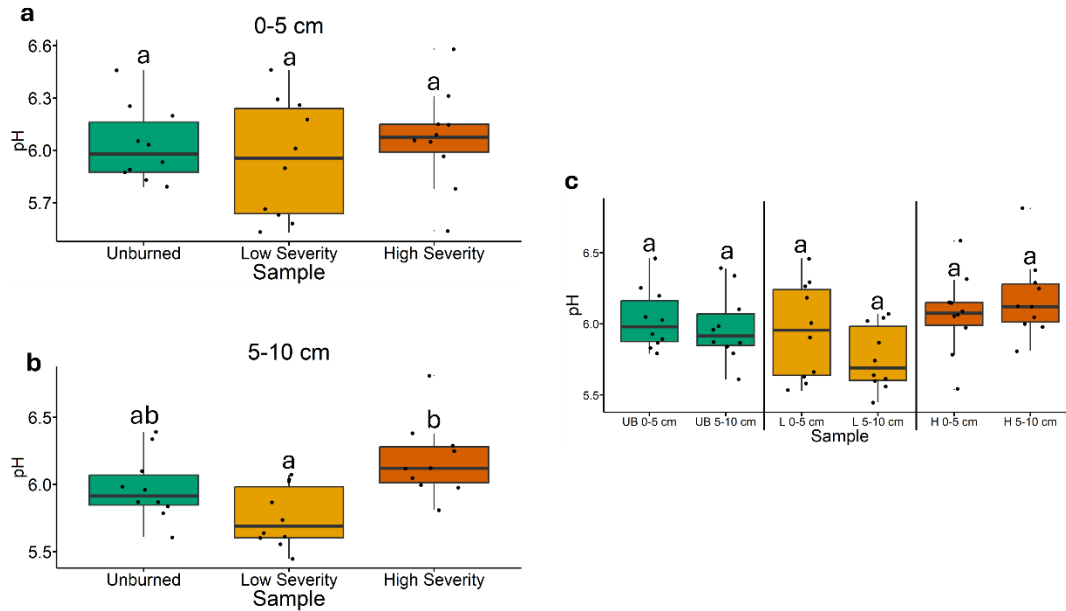 a
0-5 cm
pH
6.6
6.3
6.0
5.7
a a a
Unburned Low Severity High Severity
Sample
b
5-10 cm
pH
6.5
6.0
5.5
ab a b
Unburned Low Severity High Severity
Sample
c
pH
6.5
6.0
5.5
a a a a a a
UB 0-5 cm UB 5-10 cm L 0-5 cm L 5-10 cm H 0-5 cm H 5-10 cm
Sample